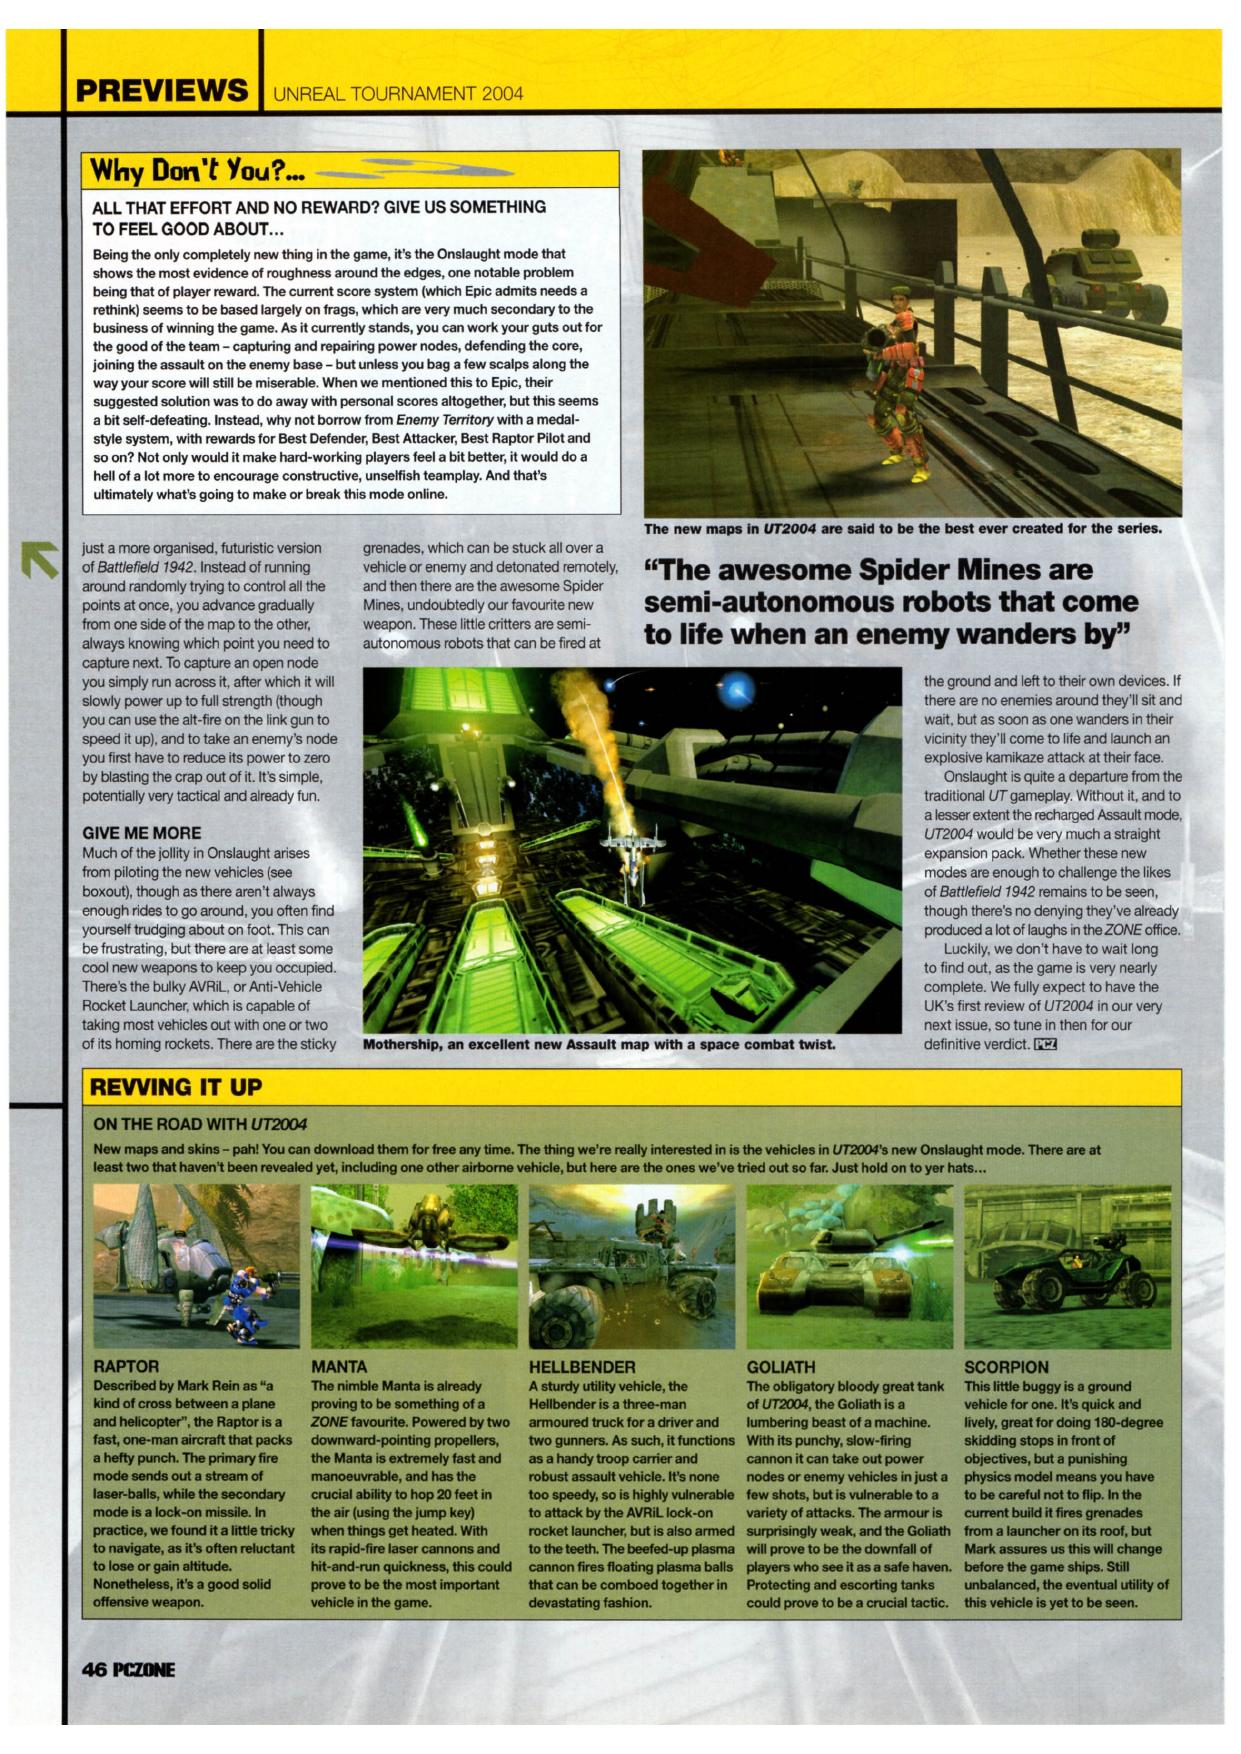 PREVIEWS
UNREAL TOURNAMENT 2004
Why Don't You?...
ALL THAT EFFORT AND NO REWARD? GIVE US SOMETHING
TO FEEL GOOD ABOUT...
Being the only completely new thing in the game, it's the Onslaught mode that
shows the most evidence of roughness around the edges, one notable problem
being that of player reward. The current score system (which Epic admits needs a
rethink) seems to be based largely on frags, which are very much secondary to the
business of winning the game. As it currently stands, you can work your guts out for
the good of the team – capturing and repairing power nodes, defending the core,
joining the assault on the enemy base – but unless you bag a few scalps along the
way your score will still be miserable. When we mentioned this to Epic, their
suggested solution was to do away with personal scores altogether, but this seems
a bit self-defeating. Instead, why not borrow from Enemy Territory with a medal-
style system, with rewards for Best Defender, Best Attacker, Best Raptor Pilot and
so on? Not only would it make hard-working players feel a bit better, it would do a
hell of a lot more to encourage constructive, unselfish teamplay. And that's
ultimately what's going to make or break this mode online.
The new maps in UT2004 are said to be the best ever created for the series.
just a more organised, futuristic version
of Battlefield 1942. Instead of running
around randomly trying to control all the
points at once, you advance gradually
from one side of the map to the other,
always knowing which point you need to
capture next. To capture an open node
you simply run across it, after which it will
slowly power up to full strength (though
you can use the alt-fire on the link gun to
speed it up), and to take an enemy's node
you first have to reduce its power to zero
by blasting the crap out of it. It's simple,
potentially very tactical and already fun.
GIVE ME MORE
Much of the jollity in Onslaught arises
from piloting the new vehicles (see
boxout), though as there aren't always
enough rides to go around, you often find
yourself trudging about on foot. This can
be frustrating, but there are at least some
cool new weapons to keep you occupied.
There's the bulky AVRiL, or Anti-Vehicle
Rocket Launcher, which is capable of
taking most vehicles out with one or two
of its homing rockets. There are the sticky
grenades, which can be stuck all over a
vehicle or enemy and detonated remotely,
and then there are the awesome Spider
Mines, undoubtedly our favourite new
weapon. These little critters are semi-
autonomous robots that can be fired at
"The awesome Spider Mines are
semi-autonomous robots that come
to life when an enemy wanders by"
Mothership, an excellent new Assault map with a space combat twist.
the ground and left to their own devices. If
there are no enemies around they'll sit and
wait, but as soon as one wanders in their
vicinity they'll come to life and launch an
explosive kamikaze attack at their face.
Onslaught is quite a departure from the
traditional UT gameplay. Without it, and to
a lesser extent the recharged Assault mode,
UT2004 would be very much a straight
expansion pack. Whether these new
modes are enough to challenge the likes
of Battlefield 1942 remains to be seen,
though there's no denying they've already
produced a lot of laughs in the ZONE office.
Luckily, we don't have to wait long
to find out, as the game is very nearly
complete. We fully expect to have the
UK's first review of UT2004 in our very
next issue, so tune in then for our
definitive verdict. PCZ
REVVING IT UP
ON THE ROAD WITH UT2004
New maps and skins – pah! You can download them for free any time. The thing we're really interested in is the vehicles in UT2004's new Onslaught mode. There are at
least two that haven't been revealed yet, including one other airborne vehicle, but here are the ones we've tried out so far. Just hold on to yer hats...
RAPTOR
Described by Mark Rein as "a
kind of cross between a plane
and helicopter", the Raptor is a
fast, one-man aircraft that packs
a hefty punch. The primary fire
mode sends out a stream of
laser-balls, while the secondary
mode is a lock-on missile. In
practice, we found it a little tricky
to navigate, as it's often reluctant
to lose or gain altitude.
Nonetheless, it's a good solid
offensive weapon.
MANTA
The nimble Manta is already
proving to be something of a
ZONE favourite. Powered by two
downward-pointing propellers,
the Manta is extremely fast and
manoeuvrable, and has the
crucial ability to hop 20 feet in
the air (using the jump key)
when things get heated. With
its rapid-fire laser cannons and
hit-and-run quickness, this could
prove to be the most important
vehicle in the game.
HELLBENDER
A sturdy utility vehicle, the
Hellbender is a three-man
armoured truck for a driver and
two gunners. As such, it functions
as a handy troop carrier and
robust assault vehicle. It's none
too speedy, so is highly vulnerable
to attack by the AVRiL lock-on
rocket launcher, but is also armed
to the teeth. The beefed-up plasma
cannon fires floating plasma balls
that can be comboed together in
devastating fashion.
GOLIATH
The obligatory bloody great tank
of UT2004, the Goliath is a
lumbering beast of a machine.
With its punchy, slow-firing
cannon it can take out power
nodes or enemy vehicles in just a
few shots, but is vulnerable to a
variety of attacks. The armour is
surprisingly weak, and the Goliath
will prove to be the downfall of
players who see it as a safe haven.
Protecting and escorting tanks
could prove to be a crucial tactic.
SCORPION
This little buggy is a ground
vehicle for one. It's quick and
lively, great for doing 180-degree
skidding stops in front of
objectives, but a punishing
physics model means you have
to be careful not to flip. In the
current build it fires grenades
from a launcher on its roof, but
Mark assures us this will change
before the game ships. Still
unbalanced, the eventual utility of
this vehicle is yet to be seen.
46 PCZONE